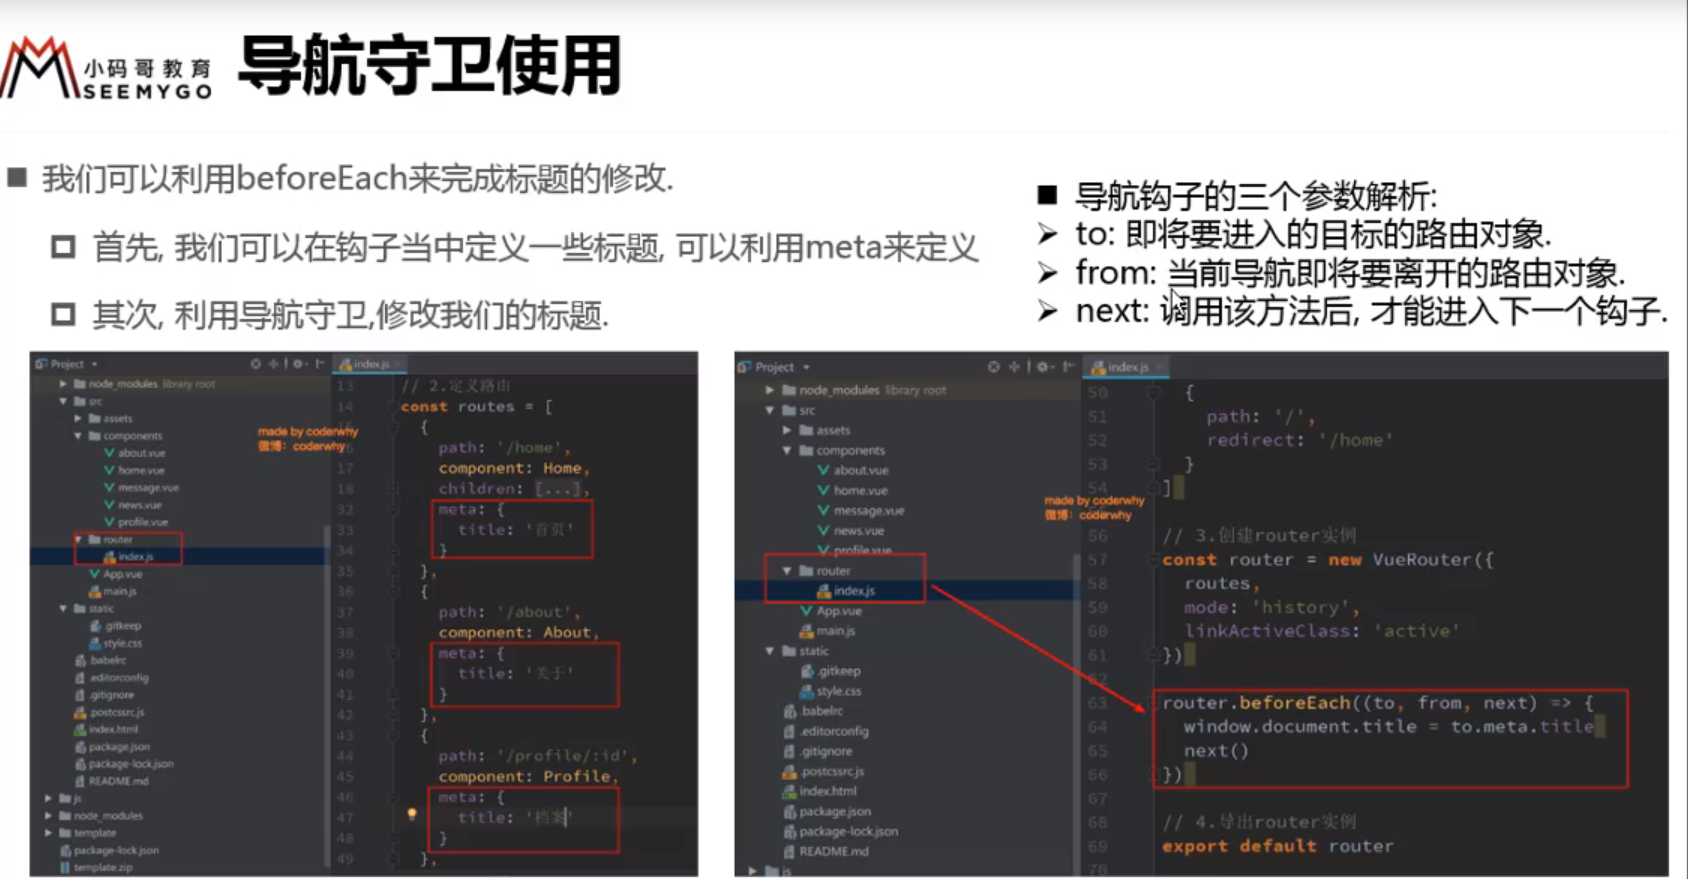 小码哥教育
SEEMYGO
导航守卫使用
我们可以利用beforeEach来完成标题的修改.
首先, 我们可以在钩子当中定义一些标题, 可以利用meta来定义
其次, 利用导航守卫,修改我们的标题.
导航钩子的三个参数解析:
to: 即将要进入的目标的路由对象.
from: 当前导航即将要离开的路由对象.
next: 调用该方法后, 才能进入下一个钩子.
Project
node_modules library root
src
assets
components
about.vue
home.vue
message.vue
news.vue
profile.vue
router
index.js
App.vue
main.js
static
.gitkeep
style.css
.babelrc
.editorconfig
.gitignore
.postcssrc.js
index.html
package.json
package-lock.json
README.md
js
node_modules
template
package-lock.json
template.zip
made by coderwhy
微博：coderwhy
index.js
13 // 2.定义路由
14 const routes = [
{
path: '/home',
17 component: Home,
18 children: [...],
32 meta: {
33 title: '首页'
34 }
35 },
36 {
37 path: '/about',
38 component: About,
39 meta: {
40 title: '关于'
41 }
42 },
43 {
44 path: '/profile/:id',
45 component: Profile,
46 meta: {
47 title: '档案'
48 }
49 },
Project
node_modules library root
src
assets
components
about.vue
home.vue
message.vue
news.vue
profile.vue
router
index.js
App.vue
main.js
static
.gitkeep
style.css
.babelrc
.editorconfig
.gitignore
.postcssrc.js
index.html
package.json
package-lock.json
README.md
js
made by coderwhy
微博：coderwhy
index.js
50 {
51 path: '/',
52 redirect: '/home'
53 }
54 ]
56 // 3.创建router实例
57 const router = new VueRouter({
58 routes,
59 mode: 'history',
60 linkActiveClass: 'active'
61 })
62
63 router.beforeEach((to, from, next) => {
64 window.document.title = to.meta.title
65 next()
66 })
67
68 // 4.导出router实例
69 export default router
70